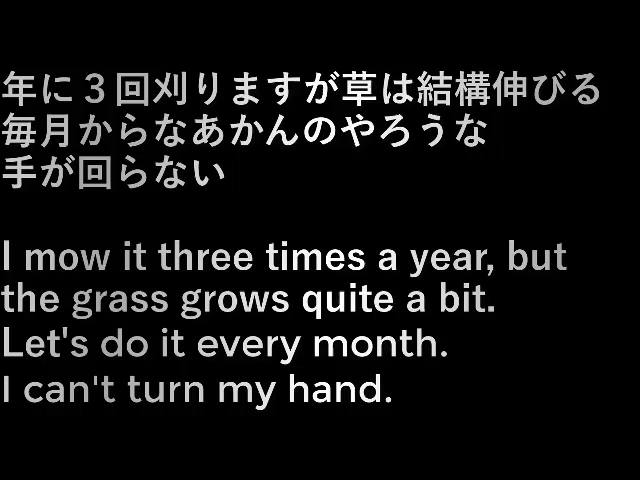 年に３回刈りますが草は結構伸びる
毎月からなあかんのやろうな
手が回らない
I mow it three times a year, but
the grass grows quite a bit.
Let's do it every month.
I can't turn my hand.